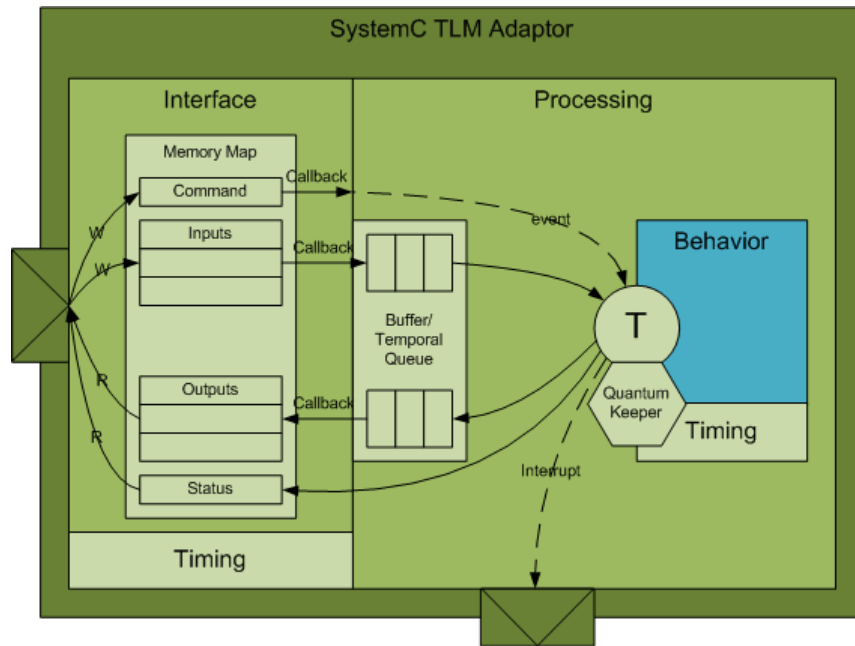 SystemC TLM Adaptor
Interface
Processing
Memory Map
Command
Callback
event
W
Inputs
W
Callback
Behavior
Buffer/
Temporal
Queue
T
Outputs
R
Callback
Quantum
Keeper
Timing
R
Status
Interrupt
Timing